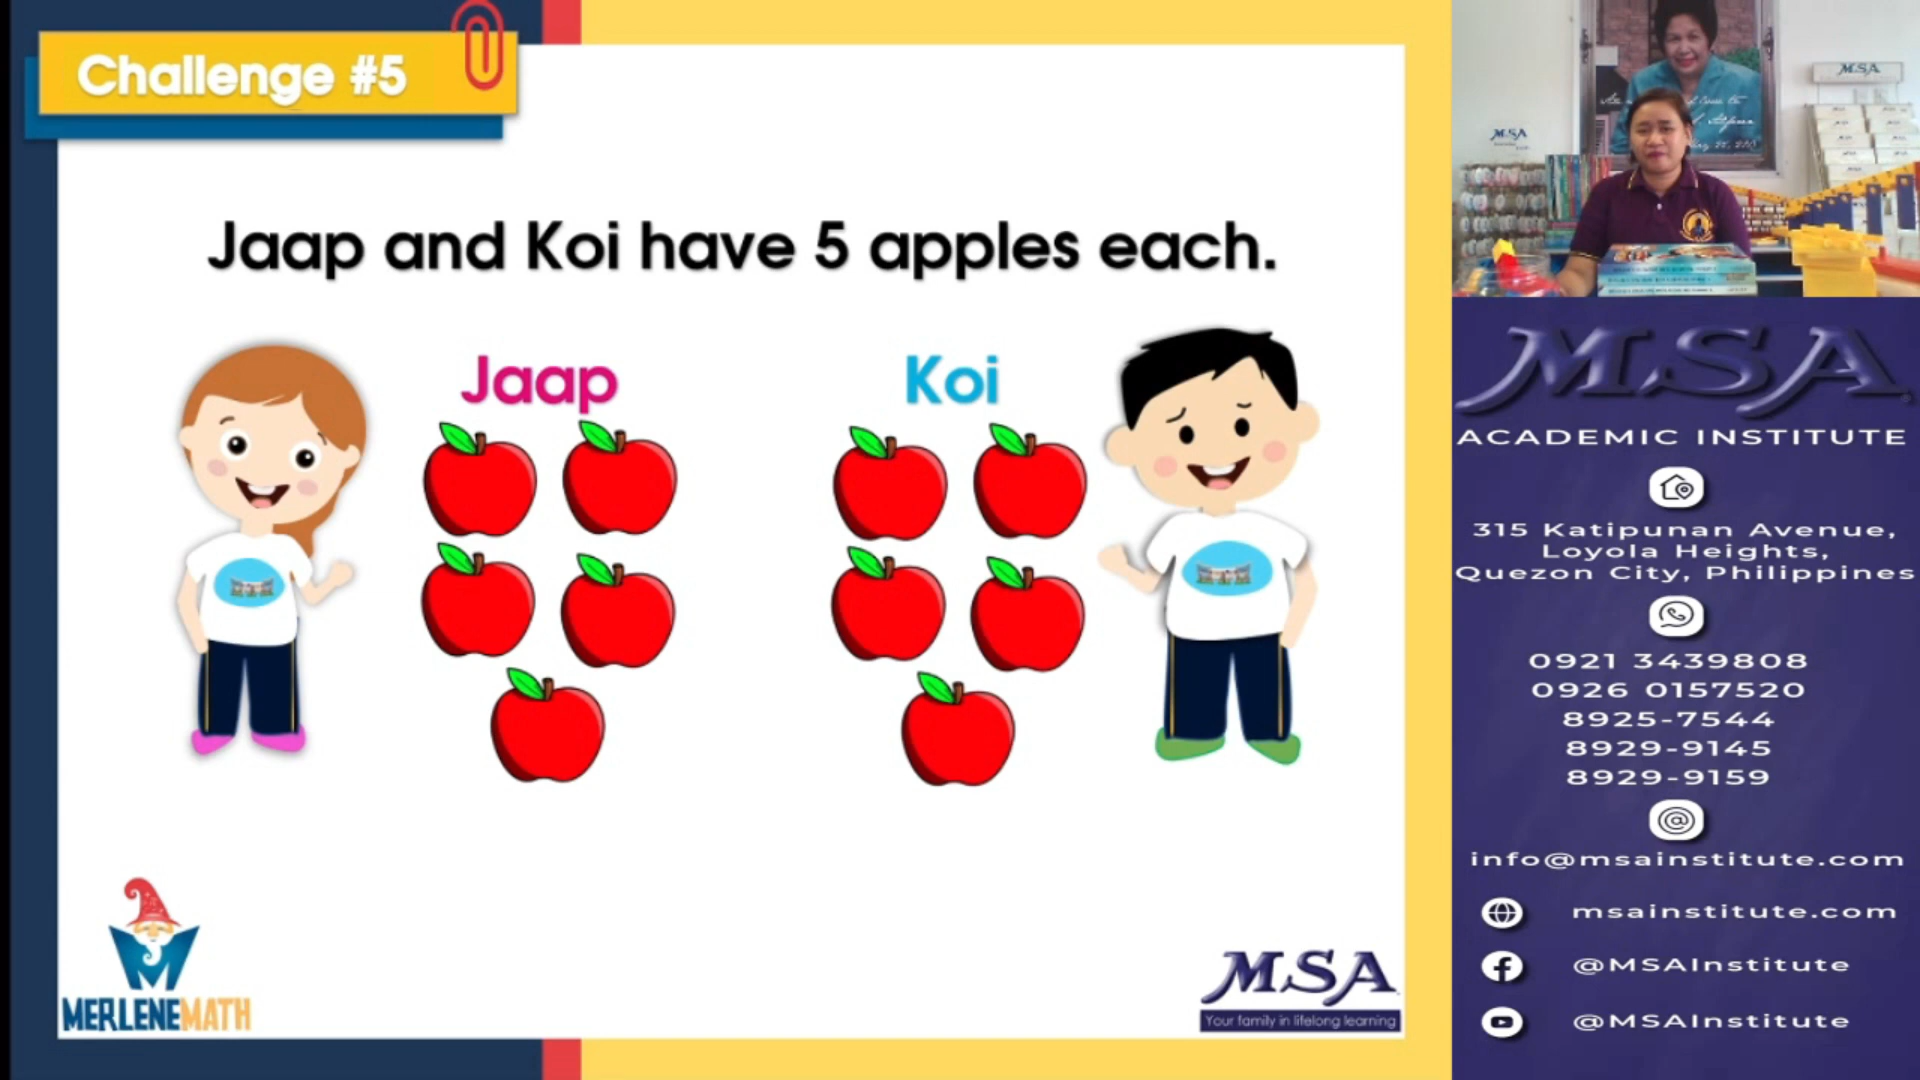 Challenge #5
Jaap and Koi have 5 apples each.
Jaap
Koi
MERLENEMATH
MSA
Your family in lifelong learning
MSA
MSA
MSA
ACADEMIC INSTITUTE
315 Katipunan Avenue,
Loyola Heights,
Quezon City, Philippines
0921 3439808
0926 0157520
8925-7544
8929-9145
8929-9159
info@msainstitute.com
msainstitute.com
@MSAInstitute
@MSAInstitute